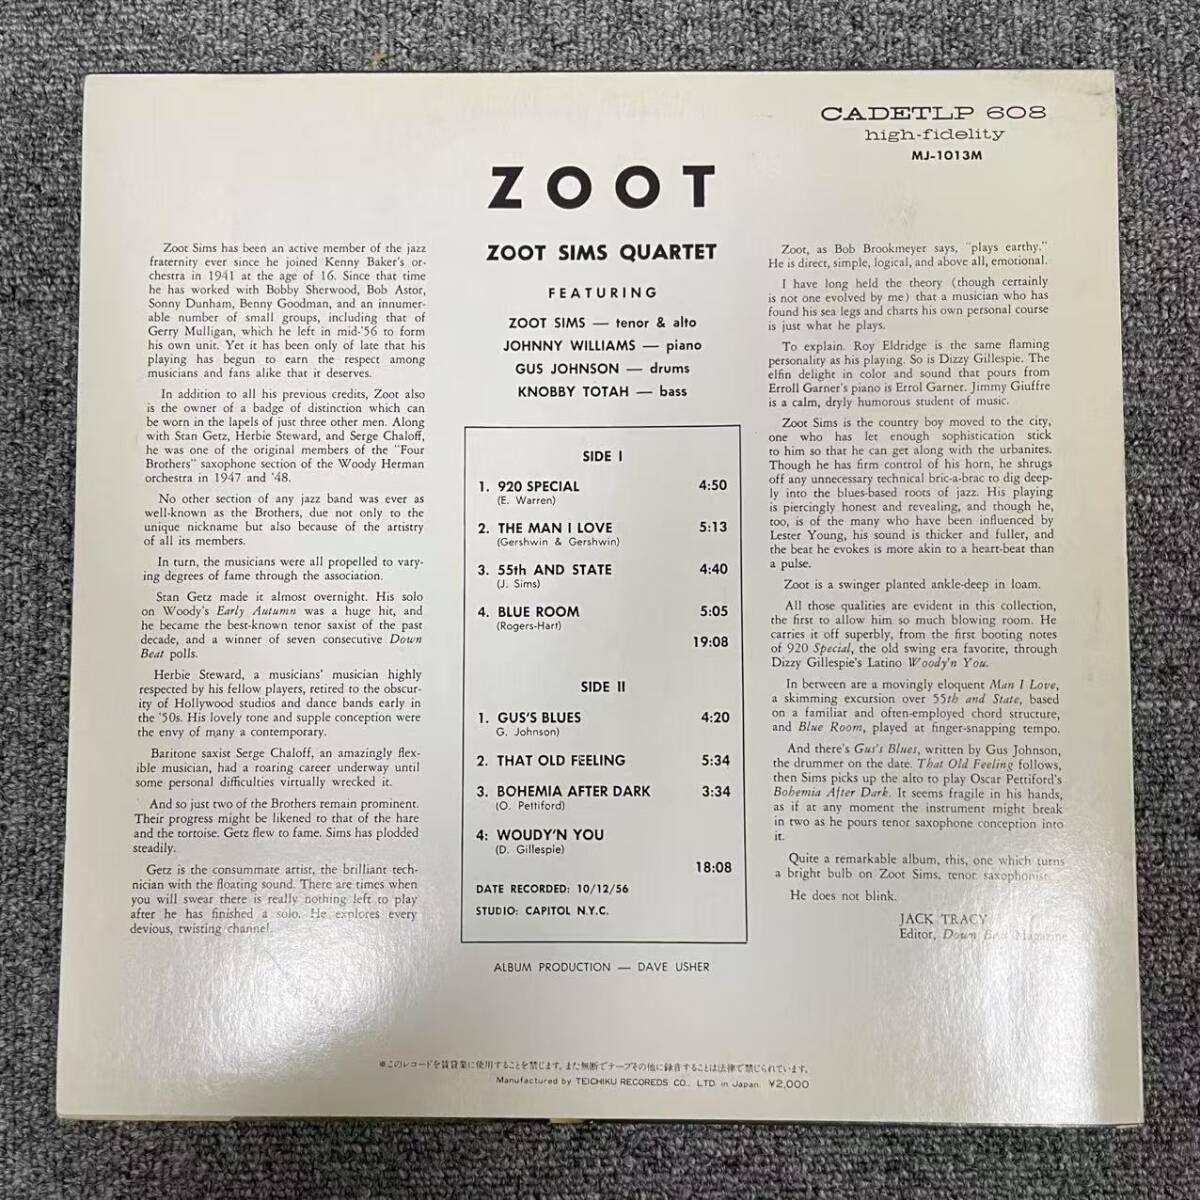 CADETLP 608
high-fidelity
MJ-1013M
ZOOT
Zoot Sims has been an active member of the jazz
fraternity ever since he joined Kenny Baker's or-
chestra in 1941 at the age of 16. Since that time
he has worked with Bobby Sherwood, Bob Astor,
Sonny Dunham, Benny Goodman, and an innumer-
able number of small groups, including that of
Gerry Mulligan, which he left in mid-'56 to form
his own unit. Yet it has been only of late that his
playing has begun to earn the respect among
musicians and fans alike that it deserves.
In addition to all his previous credits, Zoot also
is the owner of a badge of distinction which can
be worn in the lapels of just three other men. Along
with Stan Getz, Herbie Steward, and Serge Chaloff,
he was one of the original members of the "Four
Brothers" saxophone section of the Woody Herman
orchestra in 1947 and '48.
No other section of any jazz band was ever as
well-known as the Brothers, due not only to the
unique nickname but also because of the artistry
of all its members.
In turn, the musicians were all propelled to vary-
ing degrees of fame through the association.
Stan Getz made it almost overnight. His solo
on Woody's Early Autumn was a huge hit, and
he became the best-known tenor saxist of the past
decade, and a winner of seven consecutive Down
Beat polls.
Herbie Steward, a musicians' musician highly
respected by his fellow players, retired to the obscur-
ity of Hollywood studios and dance bands early in
the '50s. His lovely tone and supple conception were
the envy of many a contemporary.
Baritone saxist Serge Chaloff, an amazingly flex-
ible musician, had a roaring career underway until
some personal difficulties virtually wrecked it.
And so just two of the Brothers remain prominent.
Their progress might be likened to that of the hare
and the tortoise. Getz flew to fame. Sims has plodded
steadily.
Getz is the consummate artist, the brilliant tech-
nician with the floating sound. There are times when
you will swear there is really nothing left to play
after he has finished a solo. He explores every
devious, twisting channel.
ZOOT SIMS QUARTET
FEATURING
ZOOT SIMS — tenor & alto
JOHNNY WILLIAMS — piano
GUS JOHNSON — drums
KNOBBY TOTAH — bass
SIDE I
1. 920 SPECIAL 4:50
(E. Warren)
2. THE MAN I LOVE 5:13
(Gershwin & Gershwin)
3. 55th AND STATE 4:40
(J. Sims)
4. BLUE ROOM 5:05
(Rogers-Hart)
19:08
SIDE II
1. GUS'S BLUES 4:20
G. Johnson)
2. THAT OLD FEELING 5:34
3. BOHEMIA AFTER DARK 3:34
(O. Pettiford)
4: WOUDY'N YOU
(D. Gillespie)
18:08
DATE RECORDED: 10/12/56
STUDIO: CAPITOL N.Y.C.
ALBUM PRODUCTION — DAVE USHER
Zoot, as Bob Brookmeyer says, "plays earthy."
He is direct, simple, logical, and above all, emotional.
I have long held the theory (though certainly
is not one evolved by me) that a musician who has
found his sea legs and charts his own personal course
is just what he plays.
To explain. Roy Eldridge is the same flaming
personality as his playing. So is Dizzy Gillespie. The
elfin delight in color and sound that pours from
Erroll Garner's piano is Errol Garner. Jimmy Giuffre
is a calm, dryly humorous student of music.
Zoot Sims is the country boy moved to the city,
one who has let enough sophistication stick
to him so that he can get along with the urbanites.
Though he has firm control of his horn, he shrugs
off any unnecessary technical bric-a-brac to dig deep-
ly into the blues-based roots of jazz. His playing
is piercingly honest and revealing, and though he,
too, is of the many who have been influenced by
Lester Young, his sound is thicker and fuller, and
the beat he evokes is more akin to a heart-beat than
a pulse.
Zoot is a swinger planted ankle-deep in loam.
All those qualities are evident in this collection,
the first to allow him so much blowing room. He
carries it off superbly, from the first booting notes
of 920 Special, the old swing era favorite, through
Dizzy Gillespie's Latino Woody'n You.
In between are a movingly eloquent Man I Love,
a skimming excursion over 55th and State, based
on a familiar and often-employed chord structure,
and Blue Room, played at finger-snapping tempo.
And there's Gus's Blues, written by Gus Johnson,
the drummer on the date. That Old Feeling follows,
then Sims picks up the alto to play Oscar Pettiford's
Bohemia After Dark. It seems fragile in his hands,
as if at any moment the instrument might break
in two as he pours tenor saxophone conception into
it.
Quite a remarkable album, this, one which turns
a bright bulb on Zoot Sims, tenor saxophonist.
He does not blink.
JACK TRACY
Editor, Down Beat Magazine
※このレコードを賃貸業に使用することを禁じます。また無断でテープその他に録音することは法律で禁じられています。
Manufactured by TEICHIKU RECOREDS CO., LTD. in Japan. ¥2,000